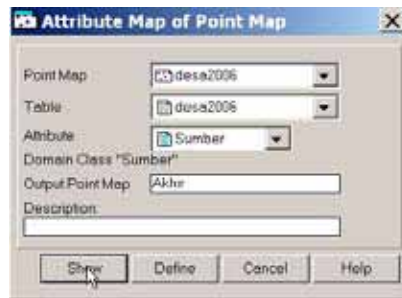 Attribute Map of Point Map
Point Map desa2006
Table desa2006
Attribute Sumber
Domain Class "Sumber"
Output Point Map Akhir
Description:
Show Define Cancel Help